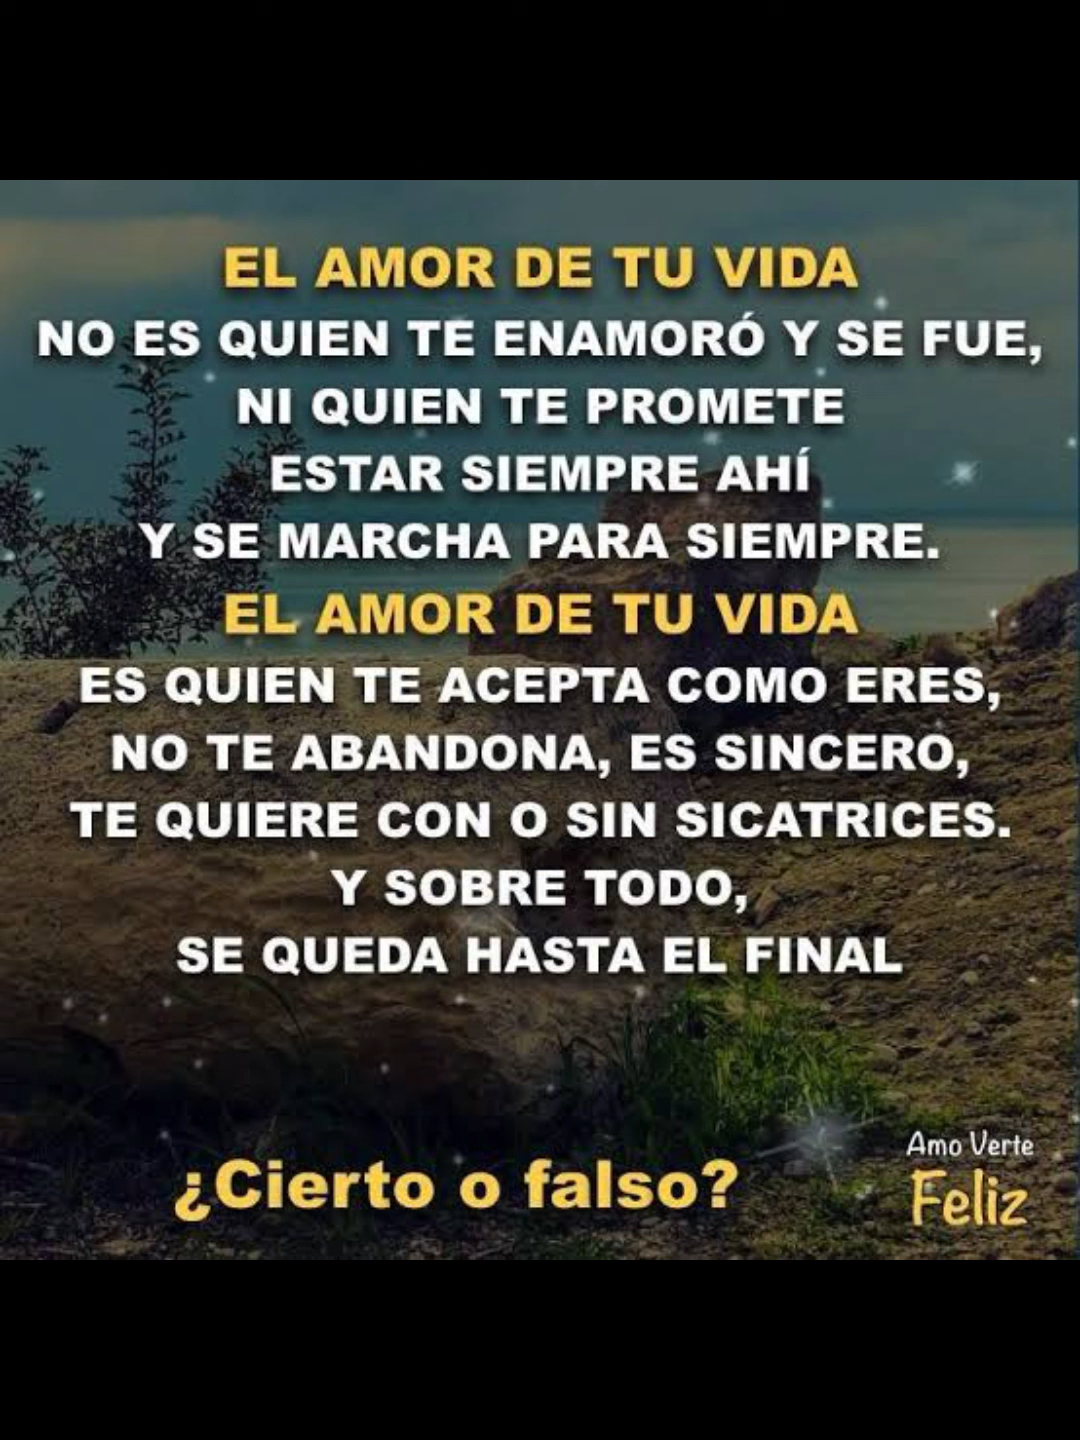 EL AMOR DE TU VIDA
NO ES QUIEN TE ENAMORÓ Y SE FUE,
NI QUIEN TE PROMETE
ESTAR SIEMPRE AHÍ
Y SE MARCHA PARA SIEMPRE.
EL AMOR DE TU VIDA
ES QUIEN TE ACEPTA COMO ERES,
NO TE ABANDONA, ES SINCERO,
TE QUIERE CON O SIN SICATRICES.
Y SOBRE TODO,
SE QUEDA HASTA EL FINAL
¿Cierto o falso?
Amo Verte
Feliz